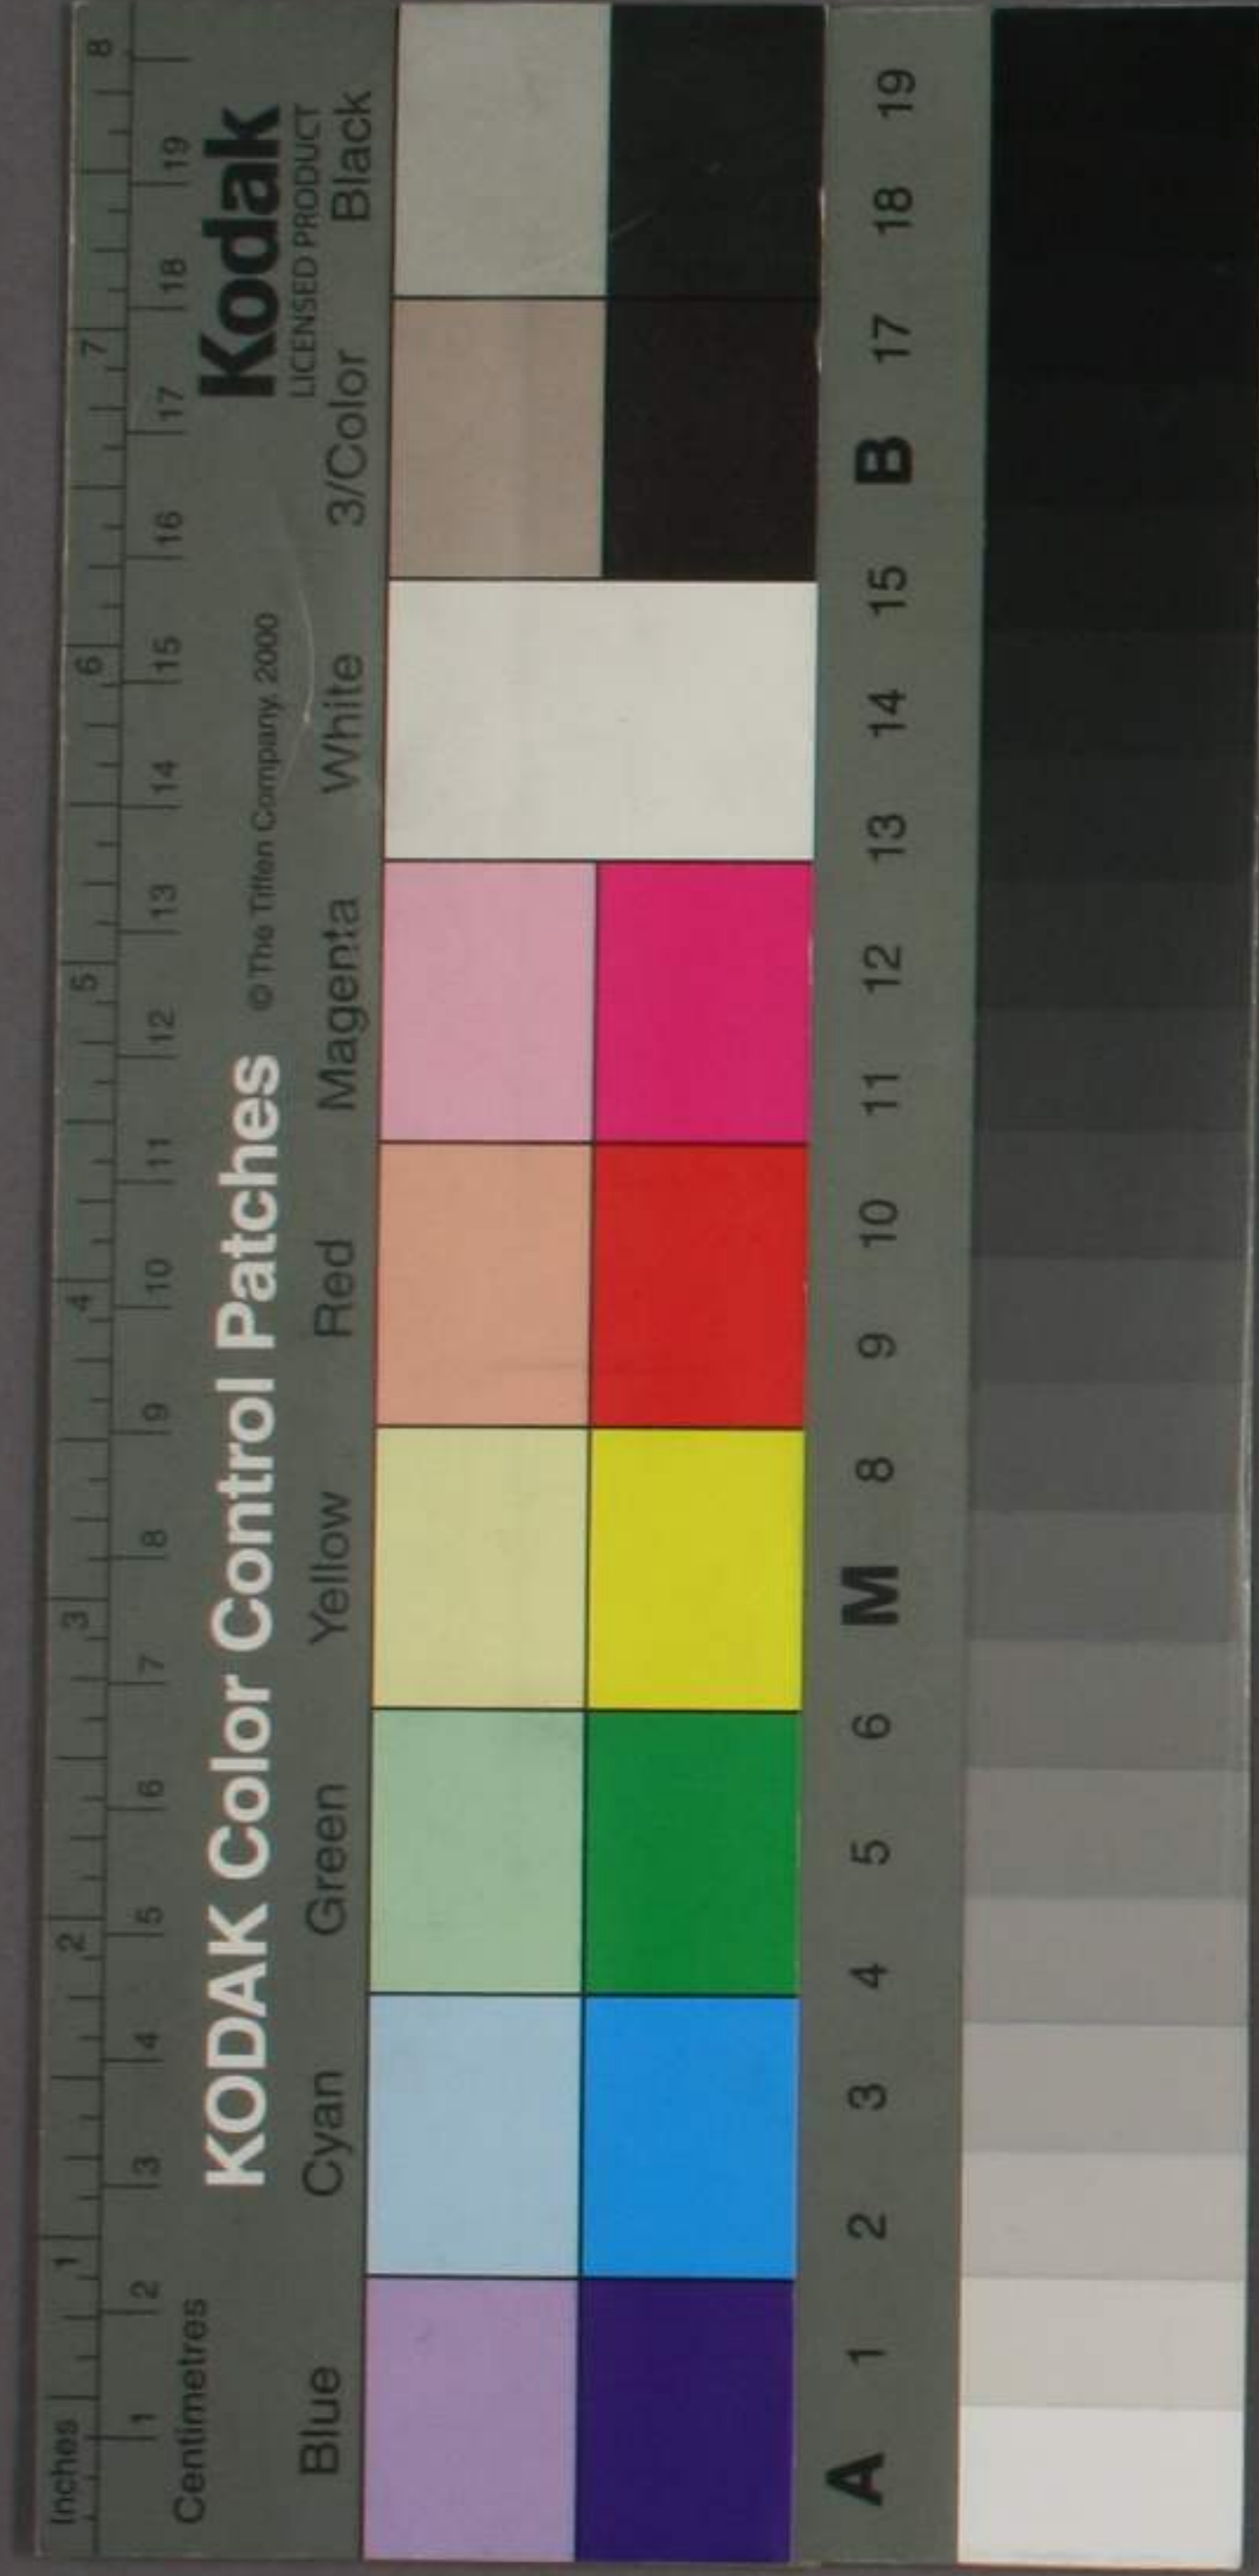 Inches 1 2 3 4 5 6 7 8
Centimetres 1 2 3 4 5 6 7 8 9 10 11 12 13 14 15 16 17 18 19
KODAK Color Control Patches © The Tiffen Company, 2000 Kodak
LICENSED PRODUCT
Blue Cyan Green Yellow Red Magenta White 3/Color Black
A 1 2 3 4 5 6 M 8 9 10 11 12 13 14 15 B 17 18 19